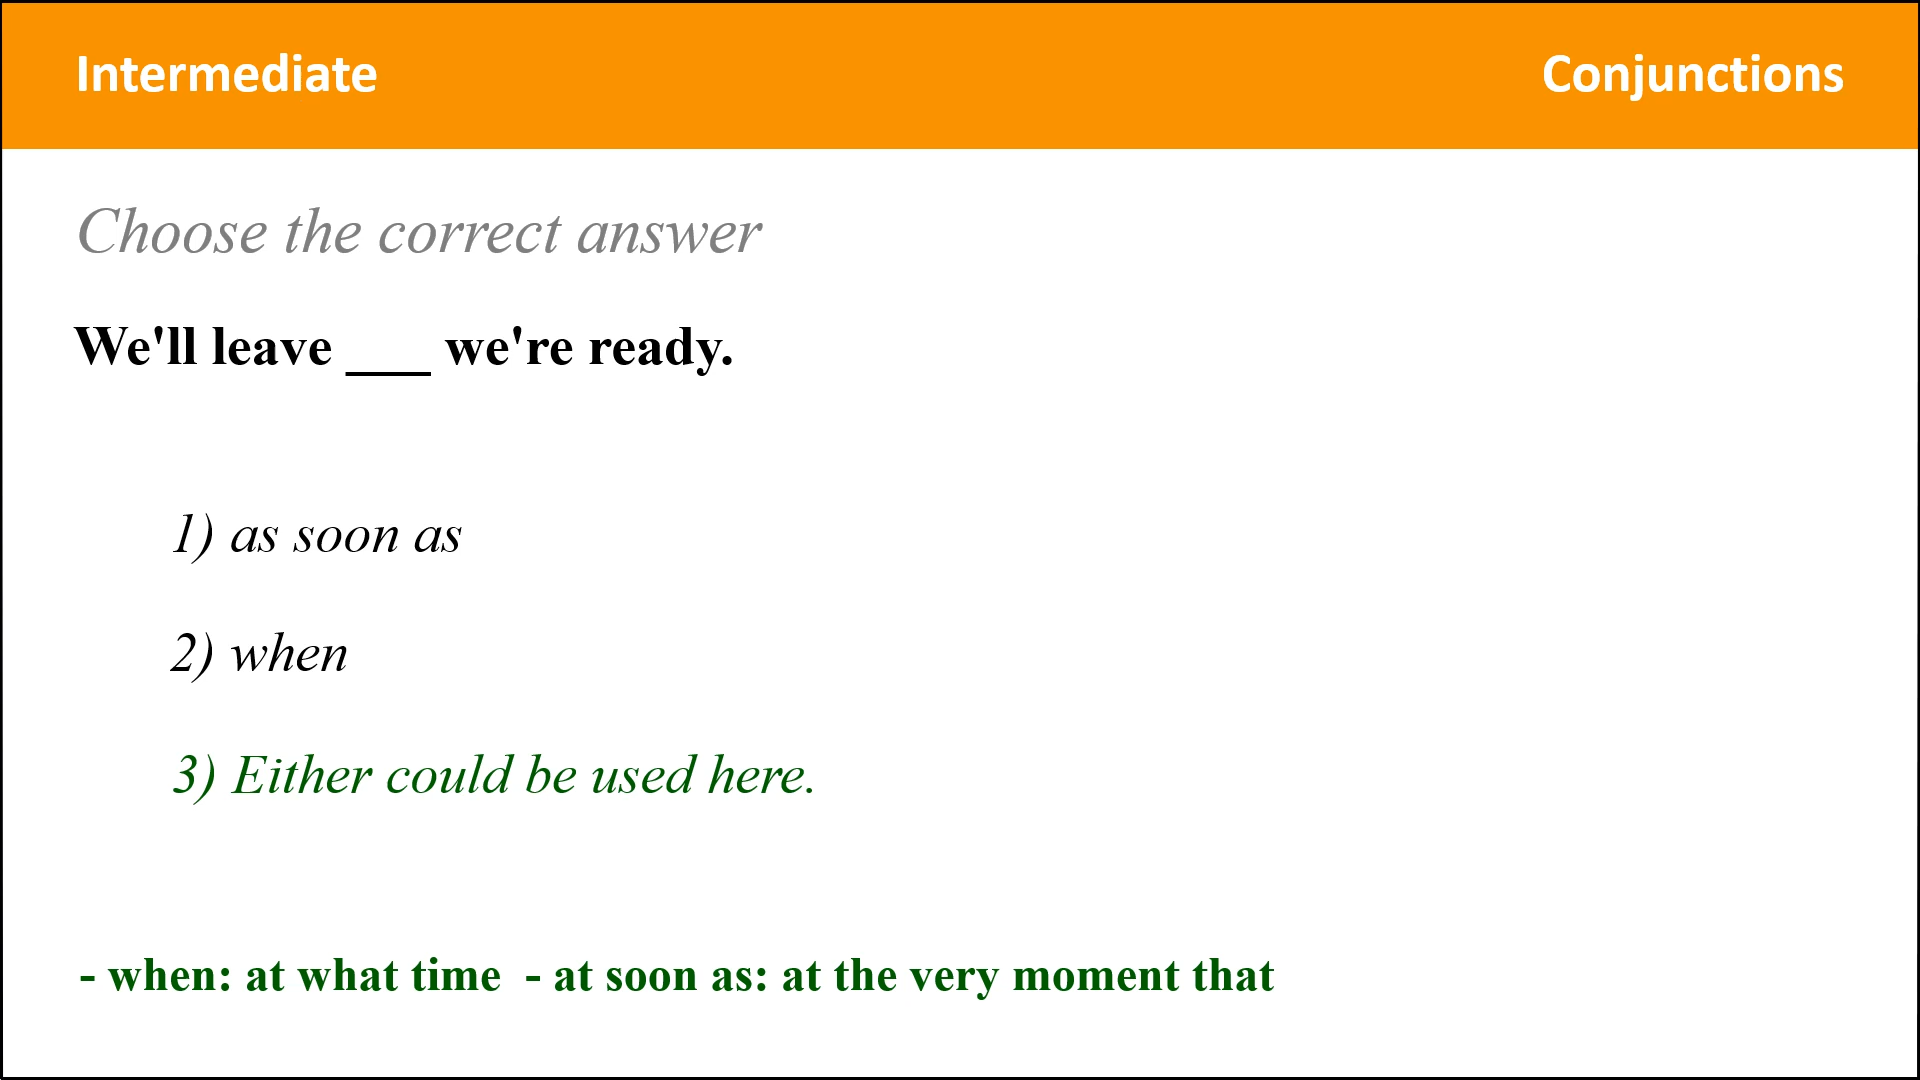 Intermediate Conjunctions
Choose the correct answer
We'll leave ___ we're ready.
1) as soon as
2) when
3) Either could be used here.
- when: at what time - at soon as: at the very moment that